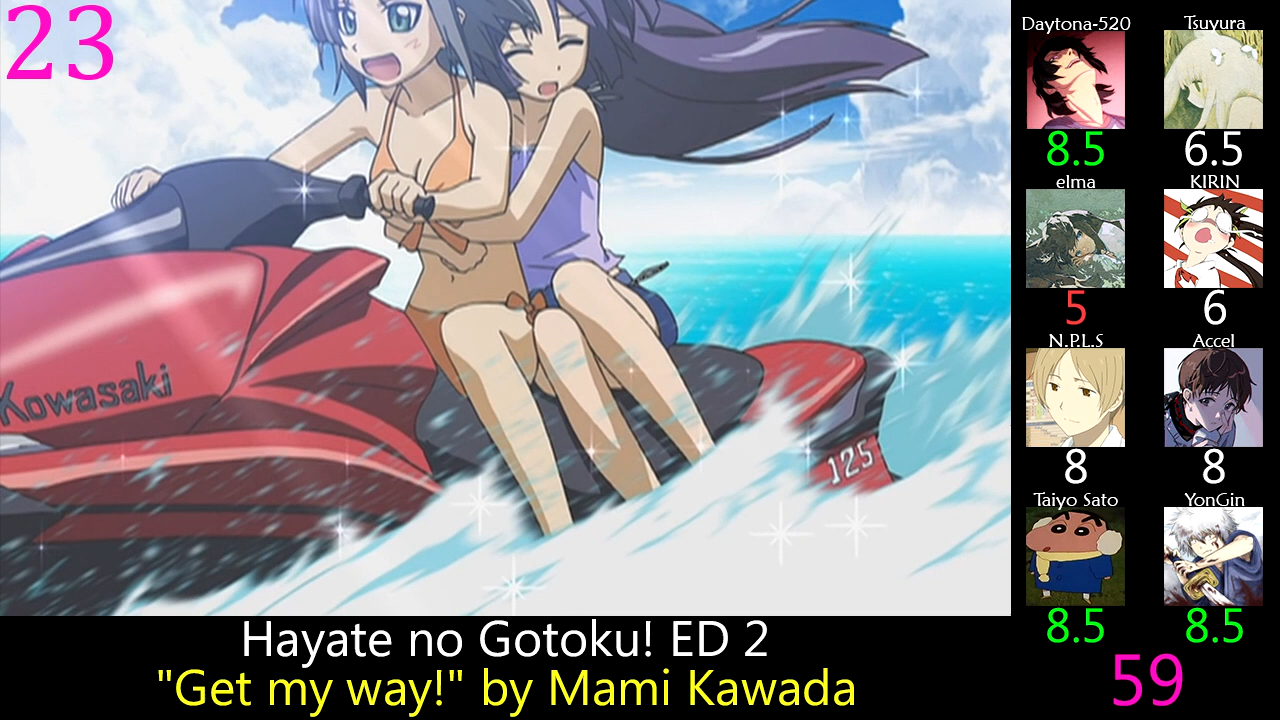 23
Kowasaki
125
Hayate no Gotoku! ED 2
"Get my way!" by Mami Kawada
Daytona-520
Tsuyura
8.5
6.5
elma
KIRIN
5
6
N.P.L.S
Accel
8
8
Taiyo Sato
YonGin
8.5
8.5
59